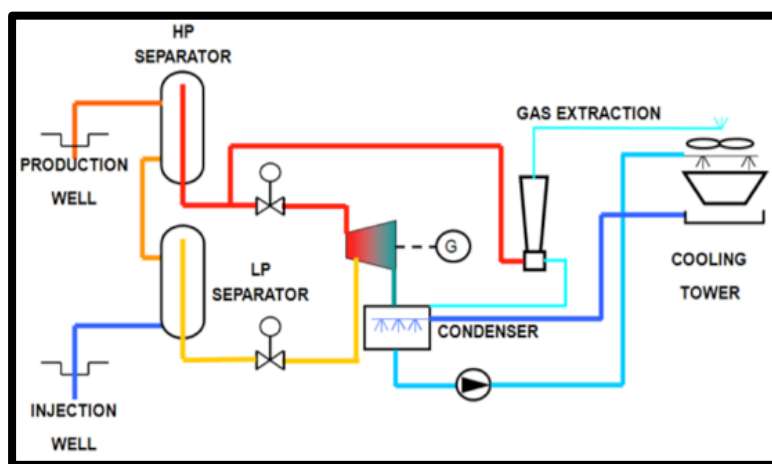 HP
SEPARATOR
GAS EXTRACTION
PRODUCTION
WELL
G
LP
SEPARATOR
COOLING
TOWER
CONDENSER
INJECTION
WELL